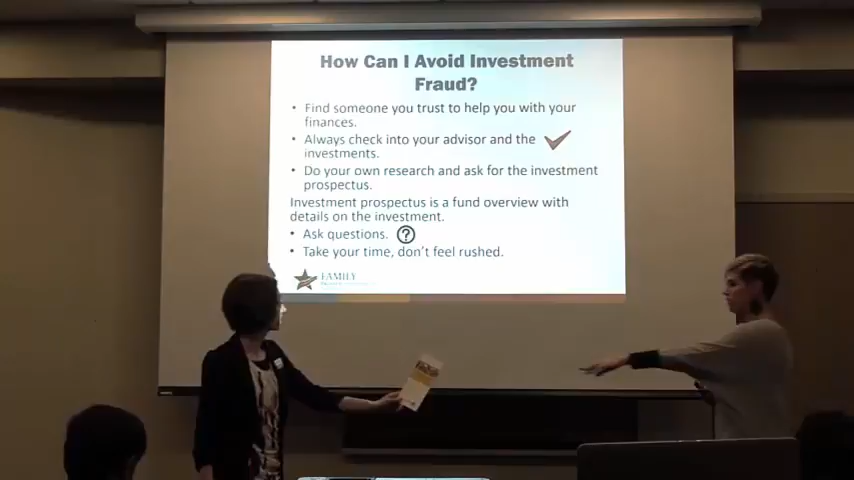 How Can I Avoid Investment
Fraud?
• Find someone you trust to help you with your
finances.
• Always check into your advisor and the
investments.
• Do your own research and ask for the investment
prospectus.
Investment prospectus is a fund overview with
details on the investment.
• Ask questions. ?
• Take your time, don't feel rushed.
FAMILY